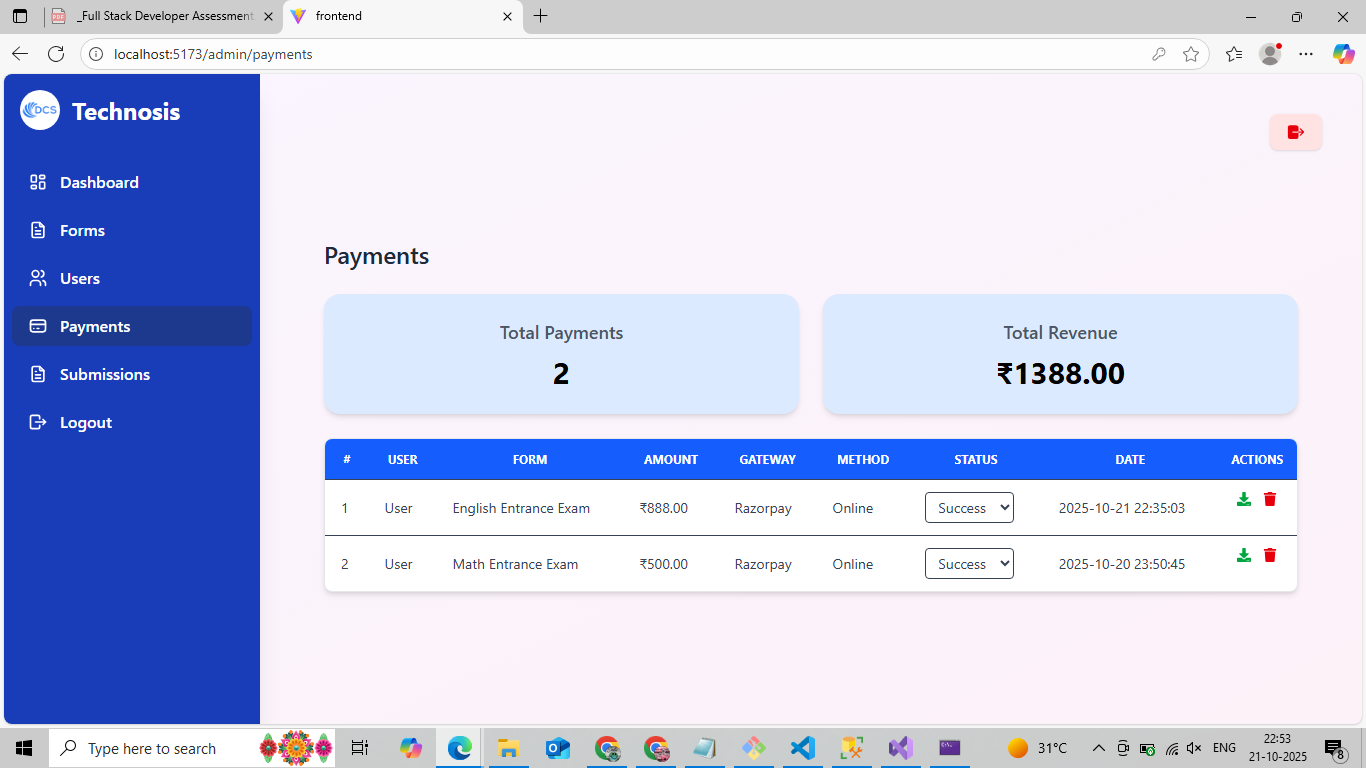 _Full Stack Developer Assessment
frontend
localhost:5173/admin/payments
DCS
Technosis
Dashboard
Forms
Users
Payments
Submissions
Logout
Payments
Total Payments
2
Total Revenue
₹1388.00
# USER FORM AMOUNT GATEWAY METHOD STATUS DATE ACTIONS
1 User English Entrance Exam ₹888.00 Razorpay Online Success 2025-10-21 22:35:03
2 User Math Entrance Exam ₹500.00 Razorpay Online Success 2025-10-20 23:50:45
Type here to search
31°C
ENG
22:53
21-10-2025
8